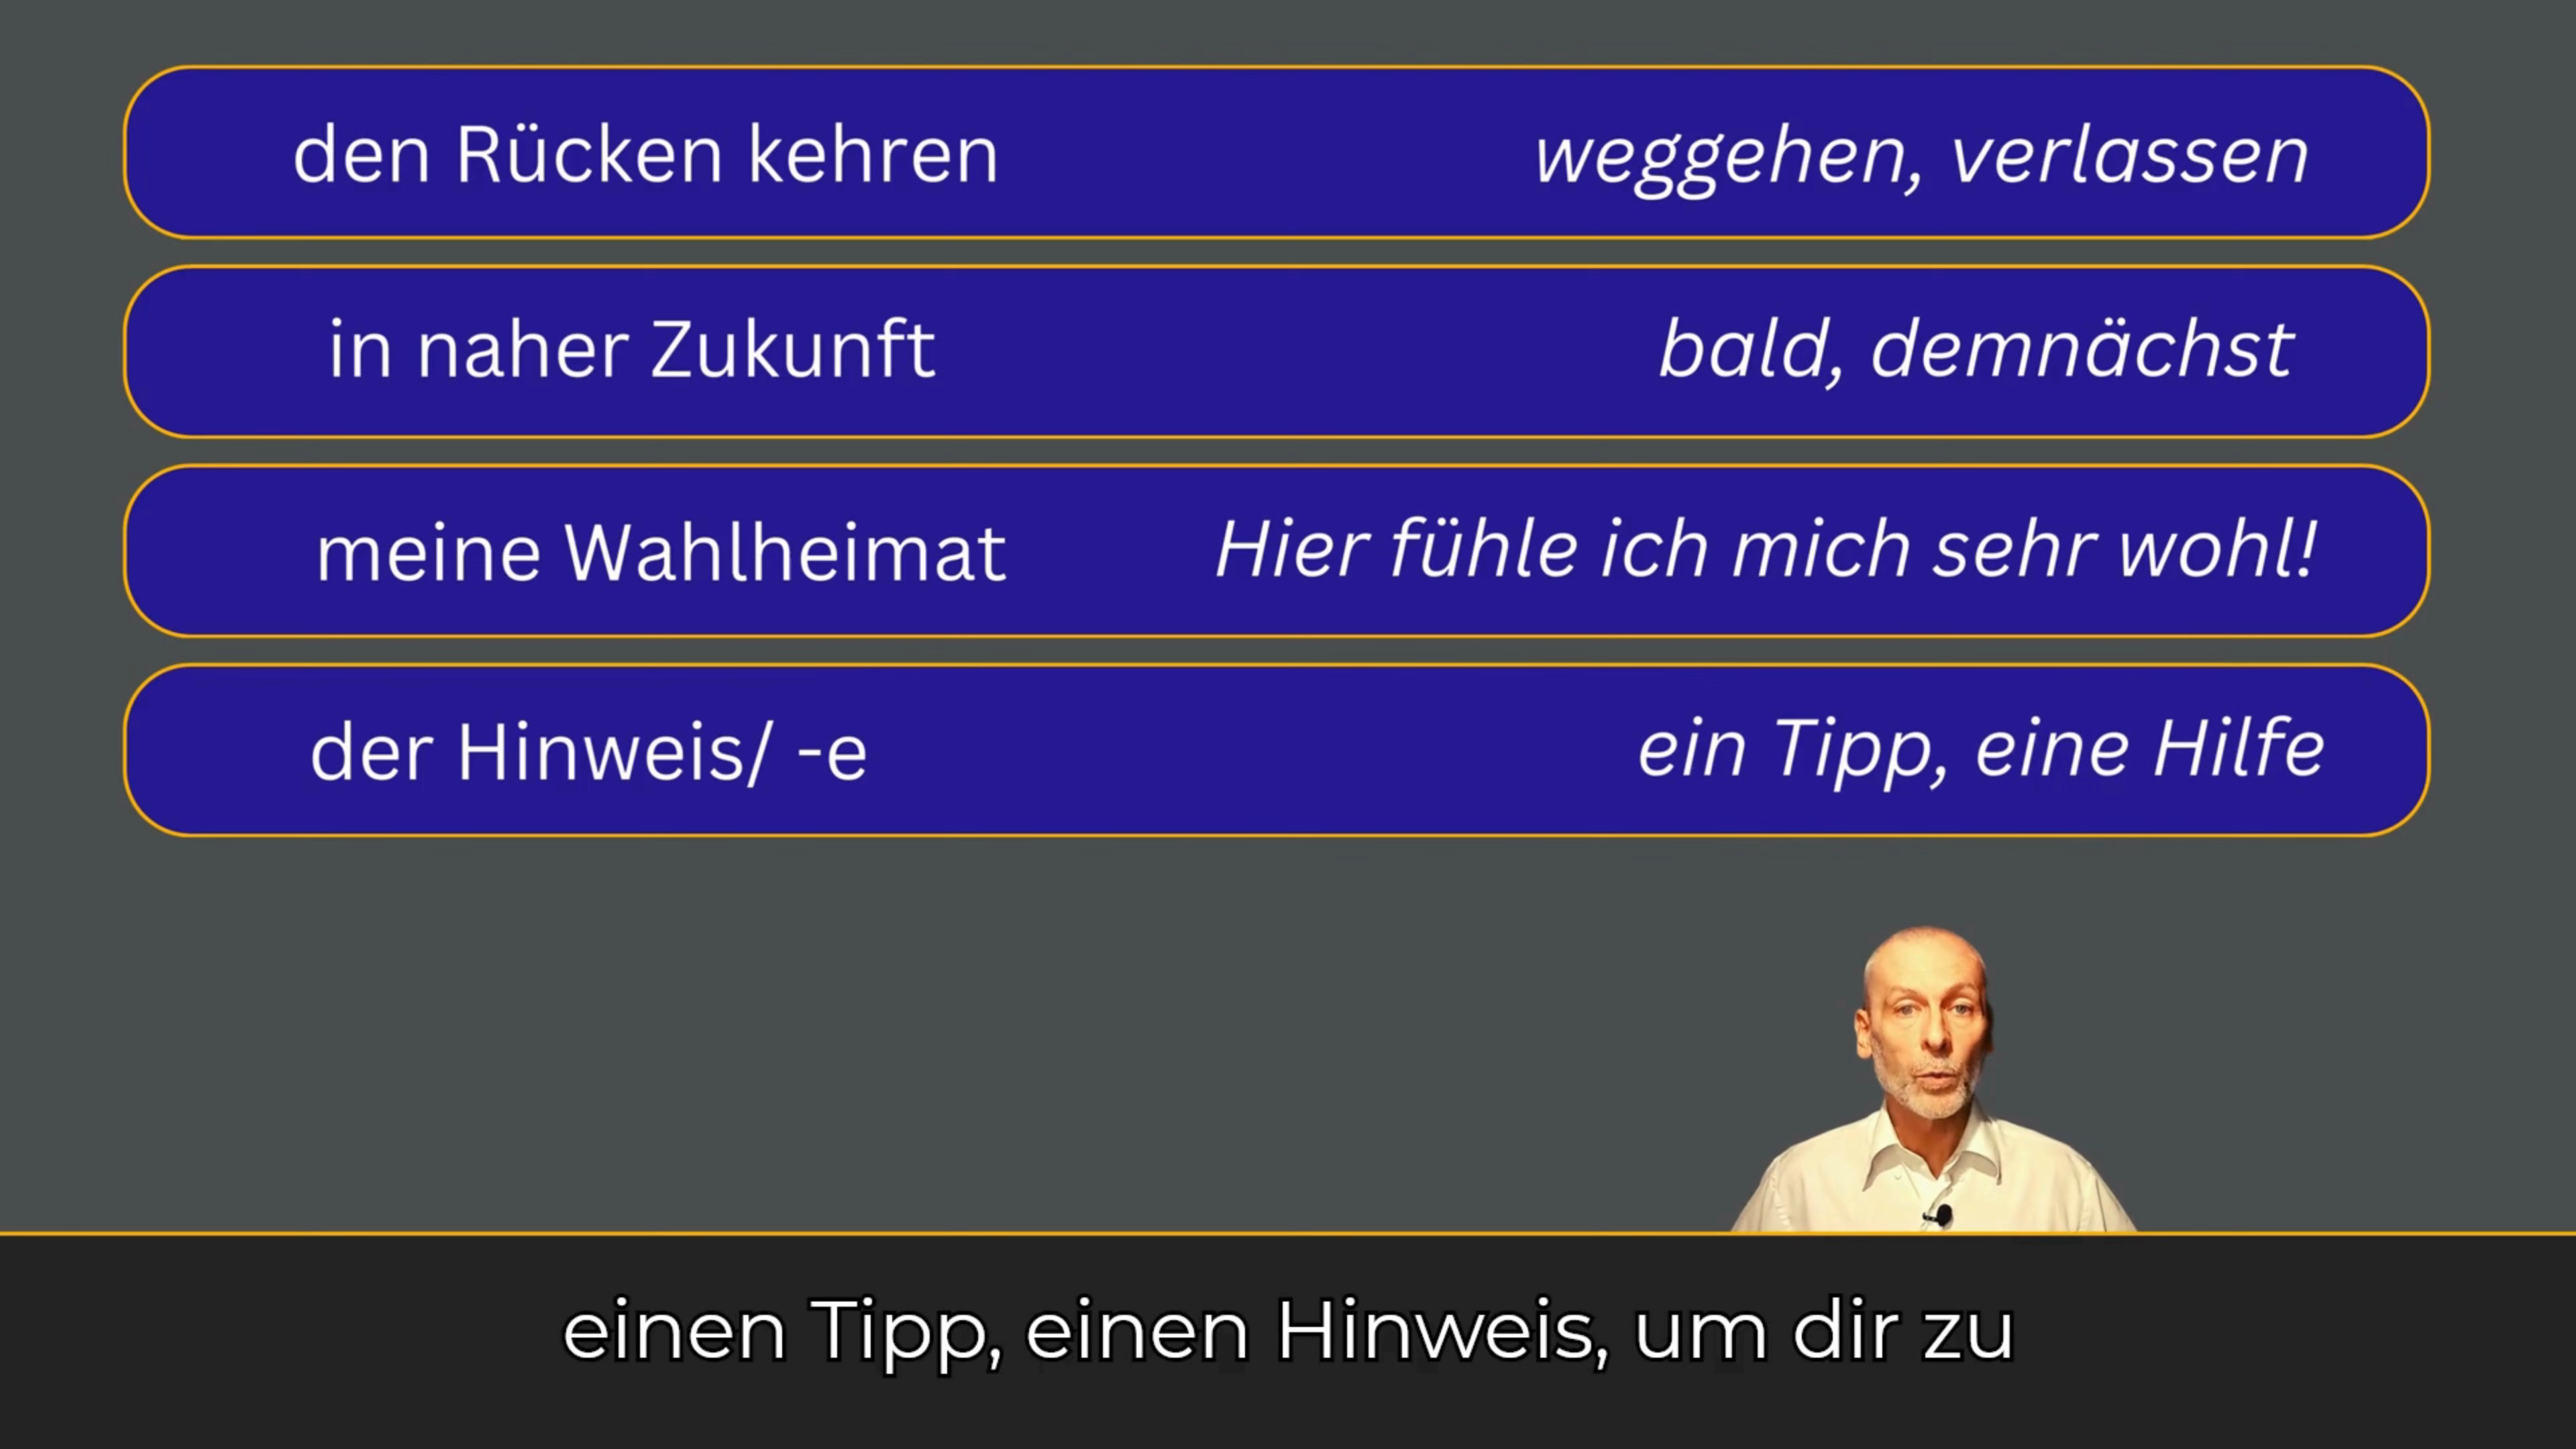 den Rücken kehren weggehen, verlassen
in naher Zukunft bald, demnächst
meine Wahlheimat Hier fühle ich mich sehr wohl!
der Hinweis/ -e ein Tipp, eine Hilfe
einen Tipp, einen Hinweis, um dir zu